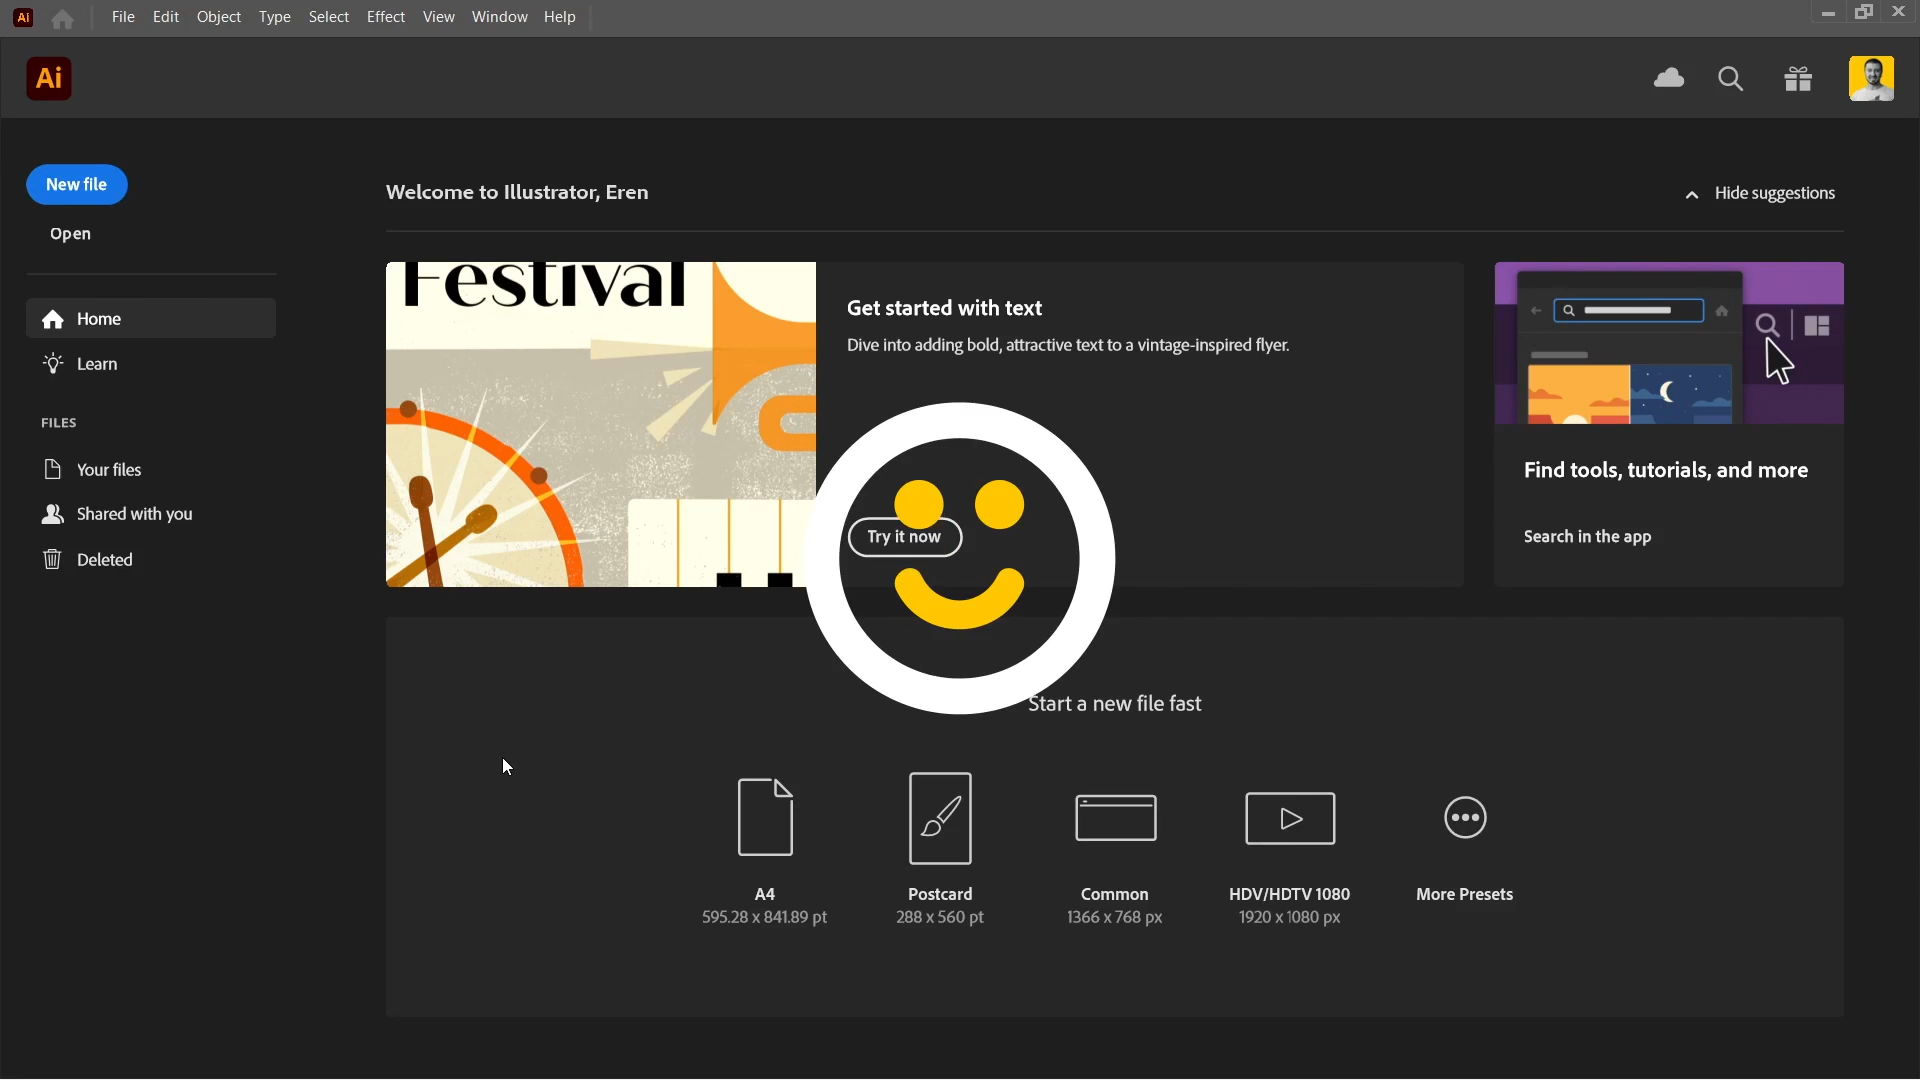 Ai File Edit Object Type Select Effect View Window Help
Ai
New file
Open
Home
Learn
FILES
Your files
Shared with you
Deleted
Welcome to Illustrator, Eren
Hide suggestions
Festival
Get started with text
Dive into adding bold, attractive text to a vintage-inspired flyer.
Try it now
Find tools, tutorials, and more
Search in the app
Start a new file fast
A4
595.28 x 841.89 pt
Postcard
288 x 560 pt
Common
1366 x 768 px
HDV/HDTV 1080
1920 x 1080 px
More Presets